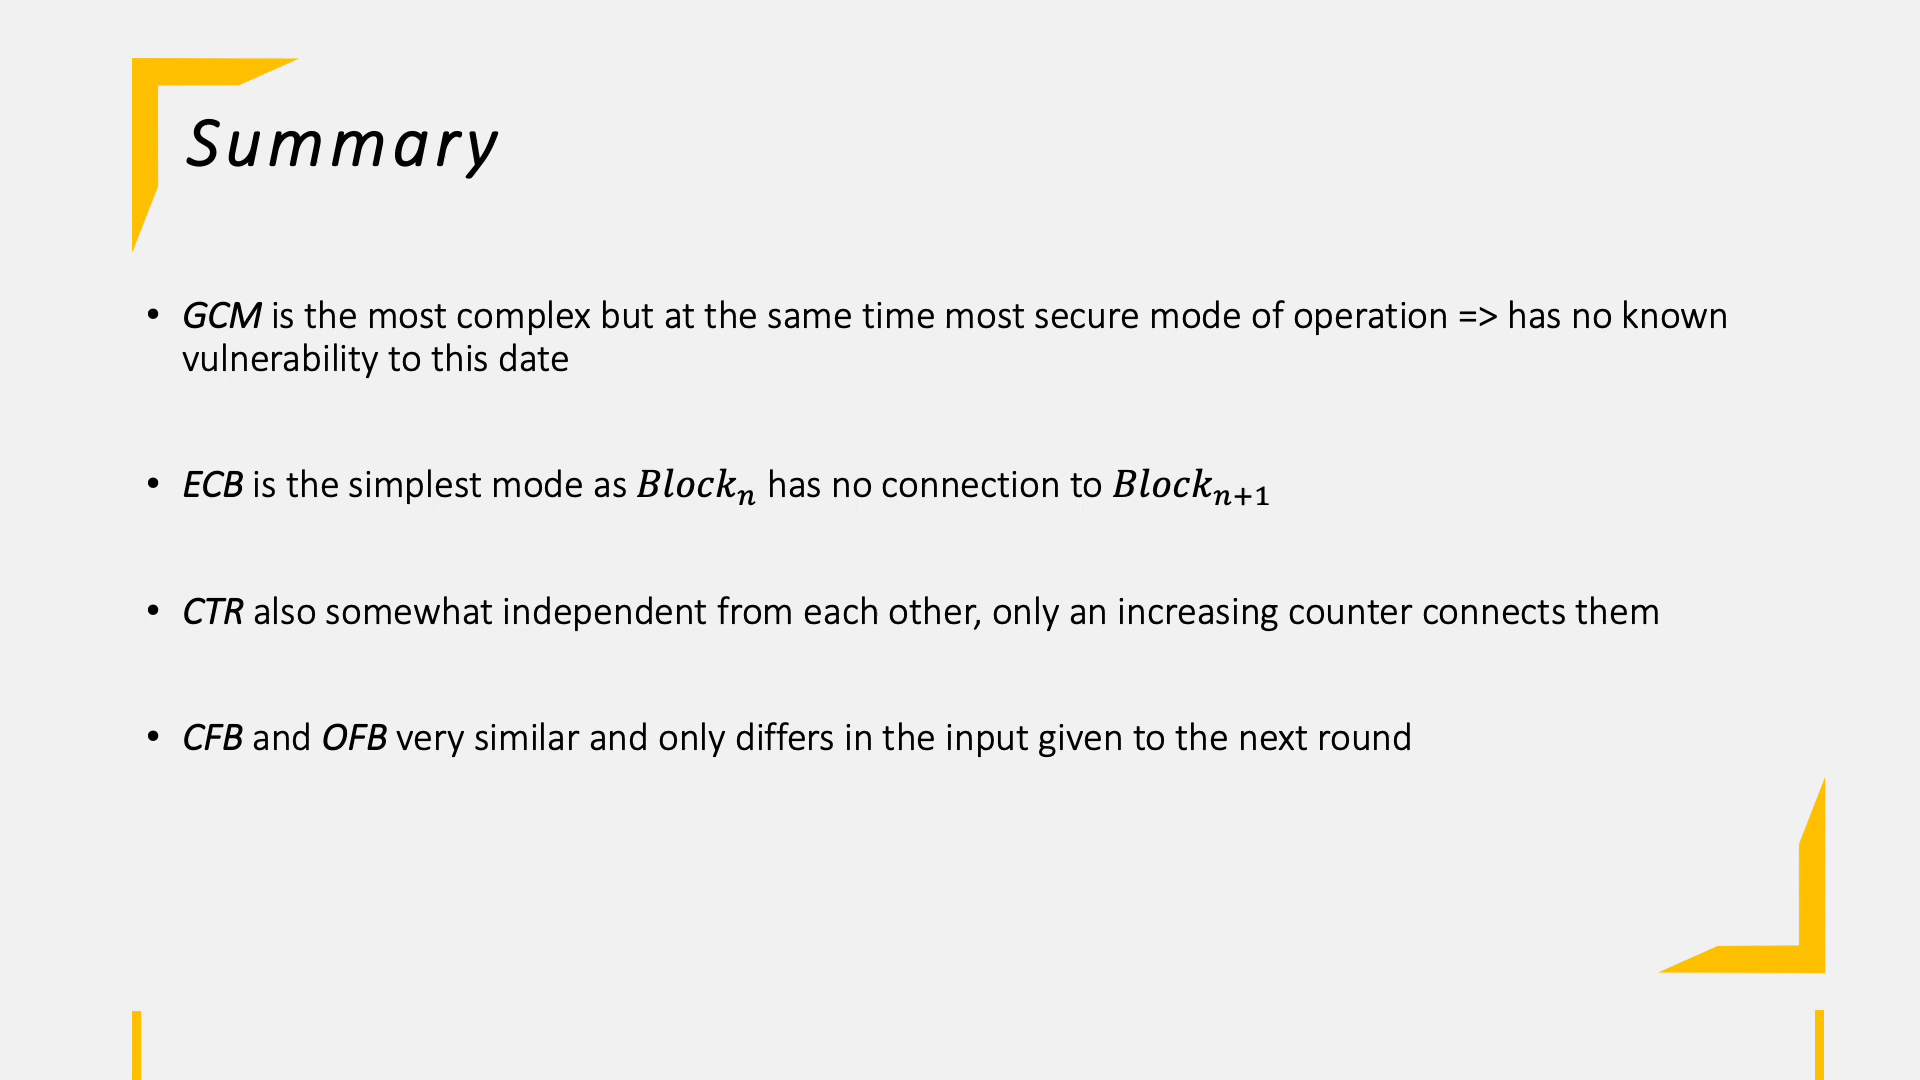 Summary
• GCM is the most complex but at the same time most secure mode of operation => has no known
vulnerability to this date
• ECB is the simplest mode as Blockₙ has no connection to Blockₙ₊₁
• CTR also somewhat independent from each other, only an increasing counter connects them
• CFB and OFB very similar and only differs in the input given to the next round